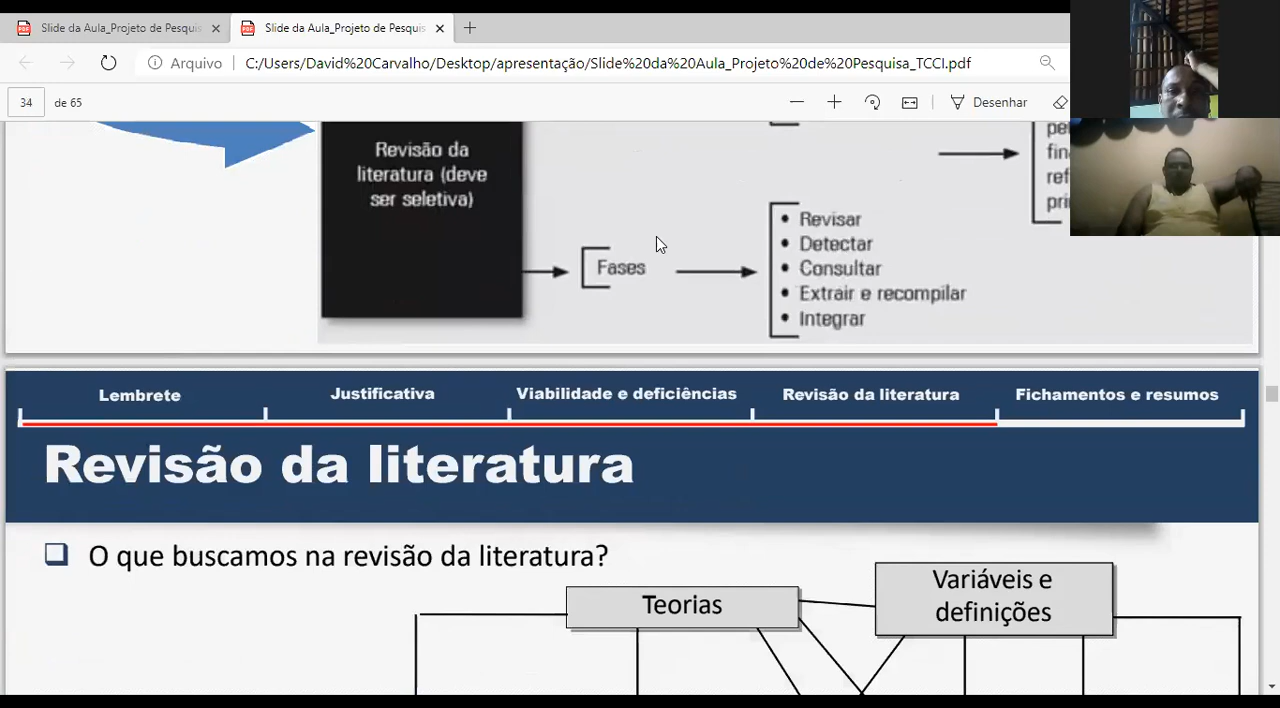 Slide da Aula_Projeto de Pesquis
Slide da Aula_Projeto de Pesquis
Arquivo
C:/Users/David%20Carvalho/Desktop/apresentação/Slide%20da%20Aula_Projeto%20de%20Pesquisa_TCCI.pdf
34
de 65
Desenhar
Revisão da
literatura (deve
ser seletiva)
Fases
• Revisar
• Detectar
• Consultar
• Extrair e recompilar
• Integrar
Lembrete
Justificativa
Viabilidade e deficiências
Revisão da literatura
Fichamentos e resumos
Revisão da literatura
O que buscamos na revisão da literatura?
Teorias
Variáveis e
definições